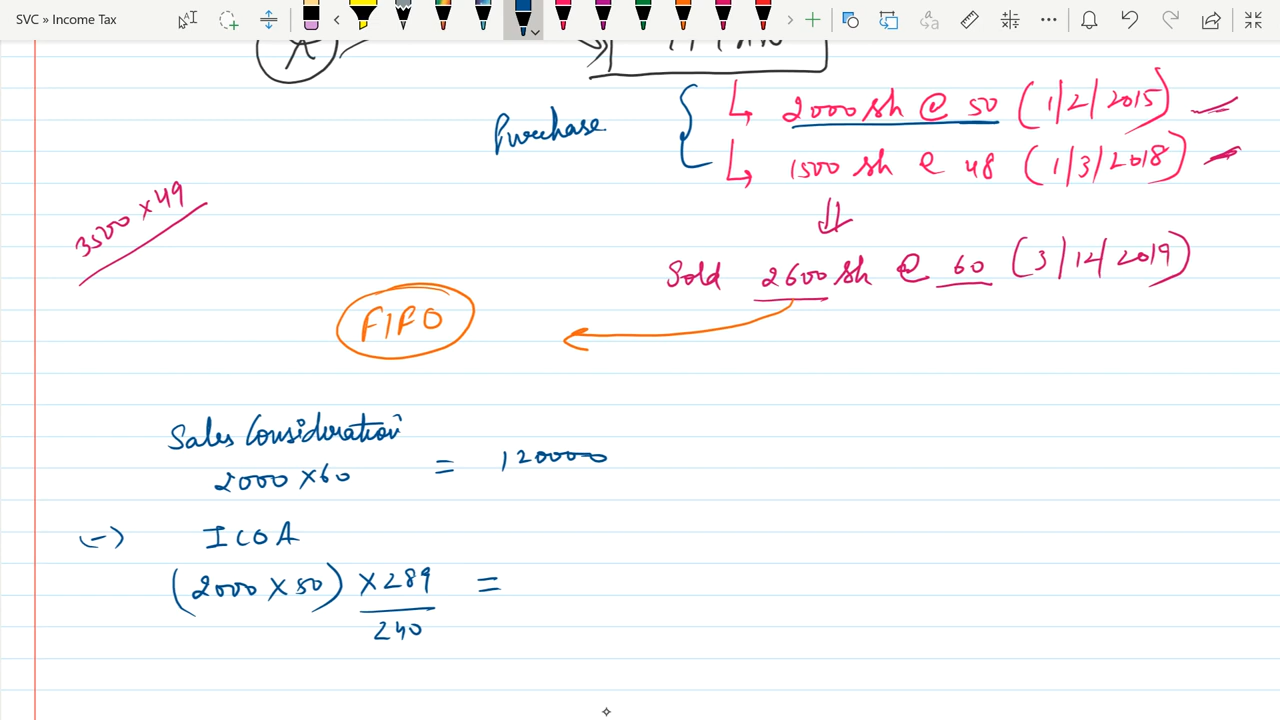 SVC » Income Tax
A
Purchase
↳ 2000 sh @ 50 (1/2/2015)
↳ 1500 sh @ 48 (1/3/2018)
3500 × 49
⇓
Sold 2600 sh @ 60 (3/12/2019)
FIFO
Sales Consideration
2000 × 60 = 120000
(-) ICOA
(2000 × 50) × 289 =
240